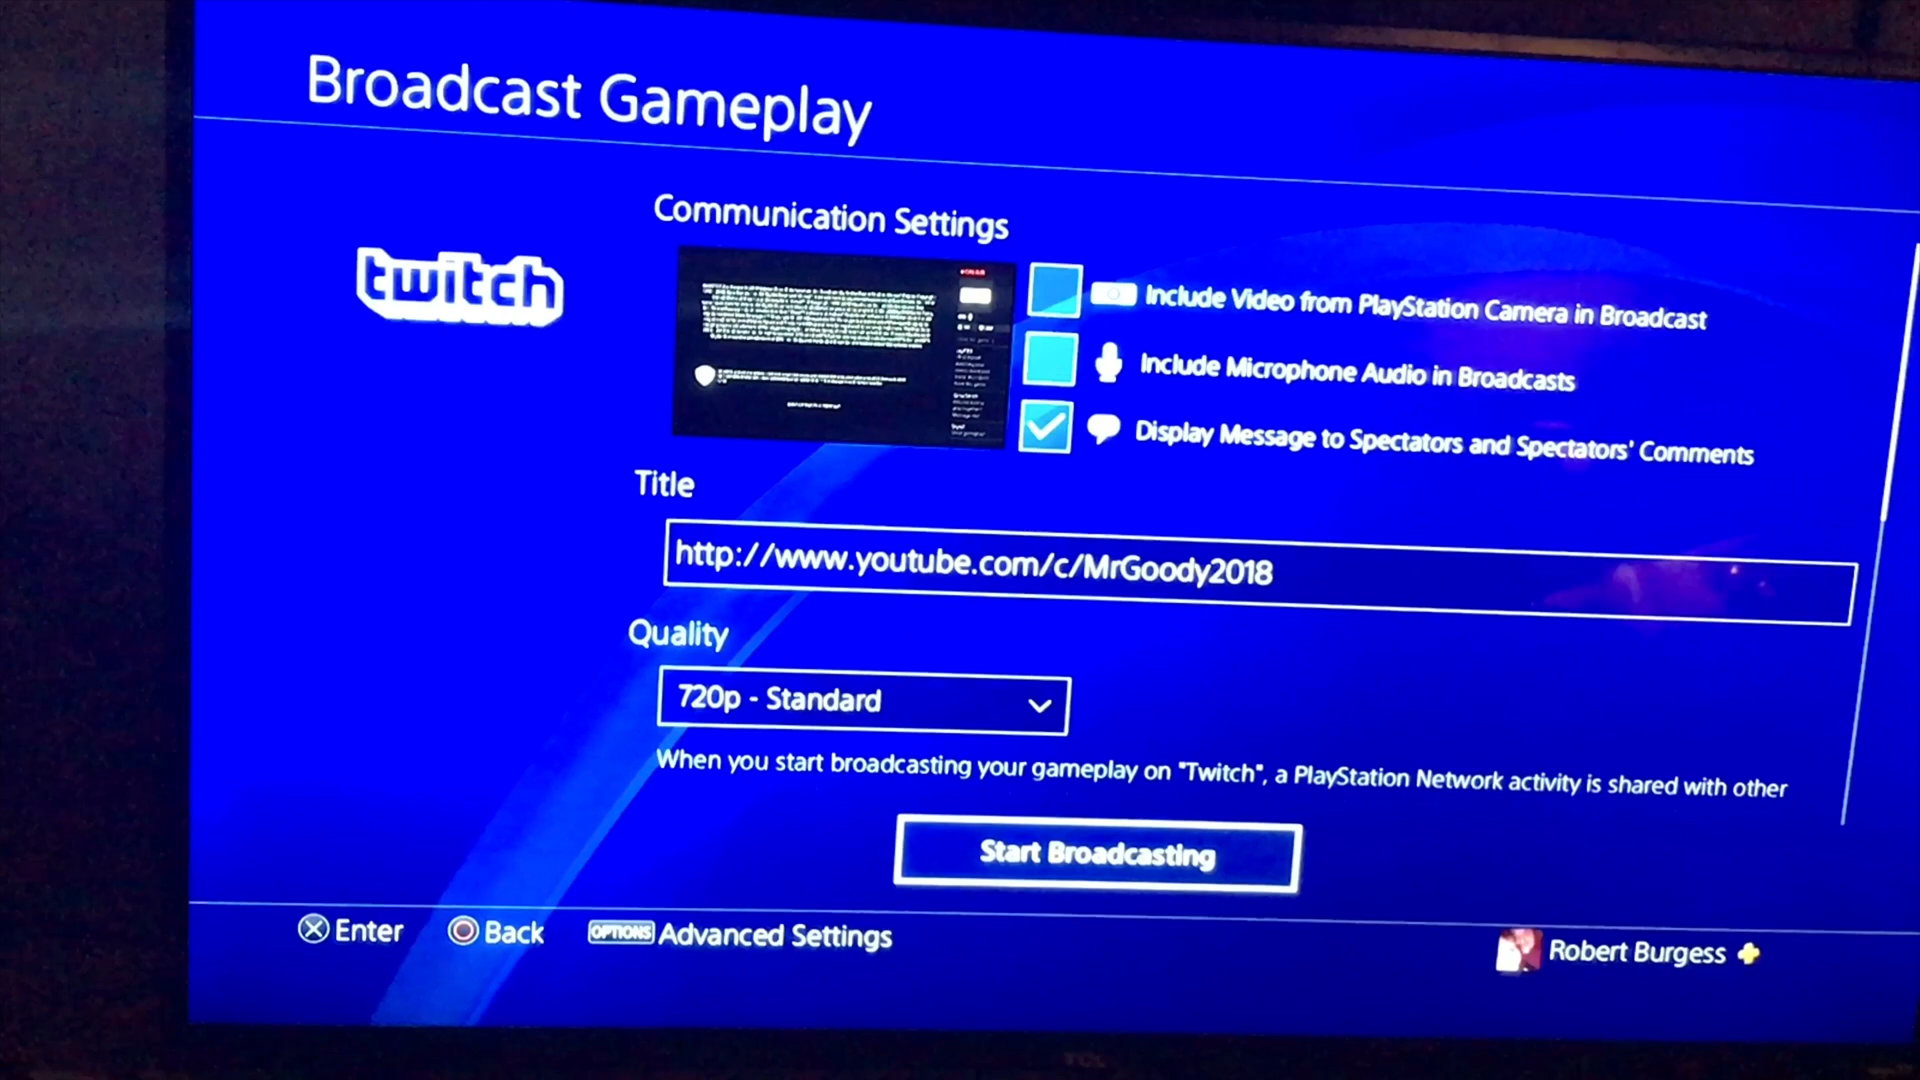 Broadcast Gameplay
Communication Settings
twitch
Include Video from PlayStation Camera in Broadcast
Include Microphone Audio in Broadcasts
Display Message to Spectators and Spectators' Comments
Title
http://www.youtube.com/c/MrGoody2018
Quality
720p - Standard
When you start broadcasting your gameplay on "Twitch", a PlayStation Network activity is shared with other
Start Broadcasting
Enter Back OPTIONS Advanced Settings
Robert Burgess
TCL